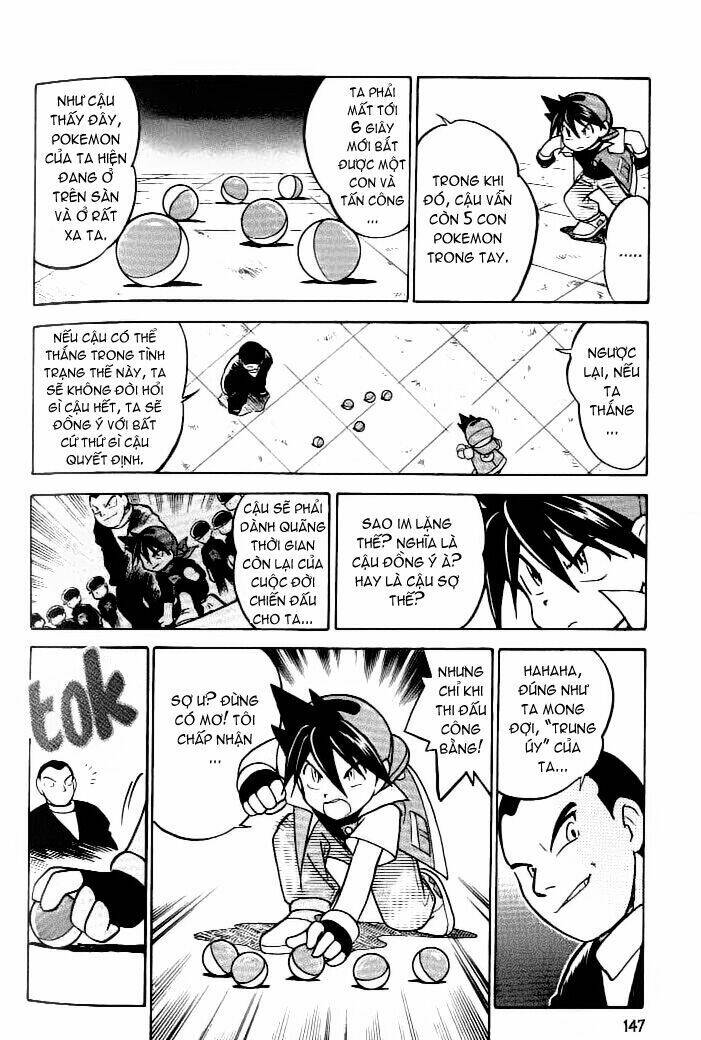 TRONG KHI
ĐÓ, CẬU VẪN
CÒN 5 CON
POKEMON
TRONG TAY.
.....
TA PHẢI
MẤT TỚI
6 GIÂY
MỚI BẮT
ĐƯỢC MỘT
CON VÀ
TẤN CÔNG
...
NHƯ CẬU
THẤY ĐÂY,
POKEMON
CỦA TA HIỆN
ĐANG Ở
TRÊN SÀN
VÀ Ở RẤT
XA TA.
NGƯỢC
LẠI, NẾU
TA
THẮNG
...
NẾU CẬU CÓ THỂ
THẮNG TRONG TÌNH
TRẠNG THẾ NÀY, TA
SẼ KHÔNG ĐÒI HỎI
GÌ CẬU HẾT, TA SẼ
ĐỒNG Ý VỚI BẤT
CỨ THỨ GÌ CẬU
QUYẾT ĐỊNH.
SAO IM LẶNG
THẾ? NGHĨA LÀ
CẬU ĐỒNG Ý À?
HAY LÀ CẬU SỢ
THẾ?
CẬU SẼ PHẢI
DÀNH QUÃNG
THỜI GIAN
CÒN LẠI CỦA
CUỘC ĐỜI
CHIẾN ĐẤU
CHO TA...
HAHAHA,
ĐÚNG NHƯ
TA MONG
ĐỢI, "TRUNG
ÚY" CỦA
TA...
NHƯNG
CHỈ KHI
THI ĐẤU
CÔNG
BẰNG!
SỢ Ư? ĐỪNG
CÓ MƠ! TÔI
CHẤP NHẬN
...
tok
147